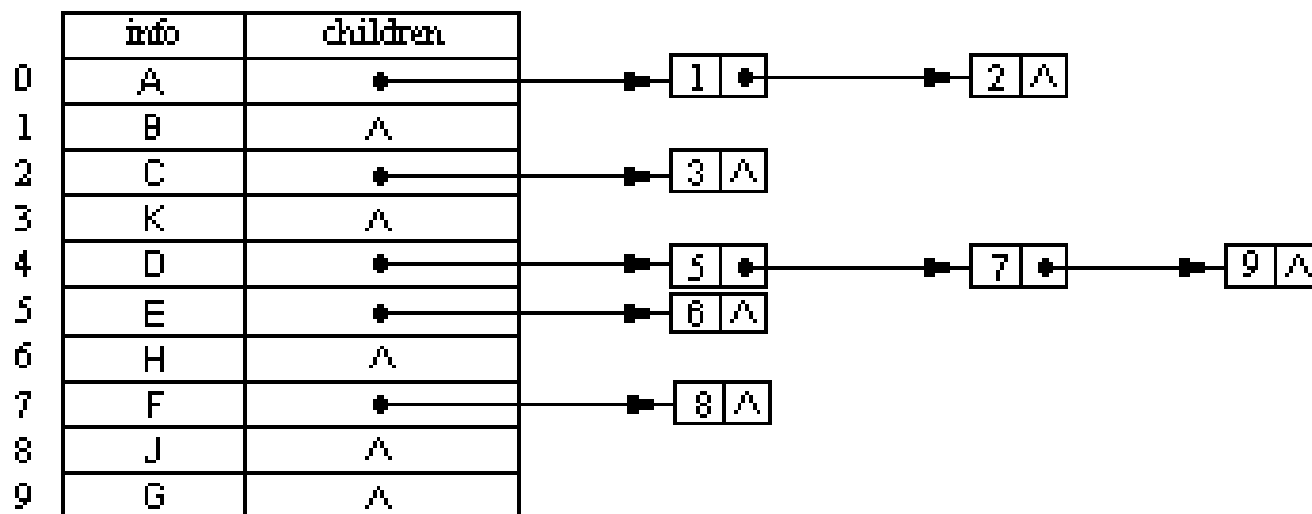 info children
0 A 1 2 ^
1 B ^
2 C 3 ^
3 K ^
4 D 5 7 9 ^
5 E 6 ^
6 H ^
7 F 8 ^
8 J ^
9 G ^